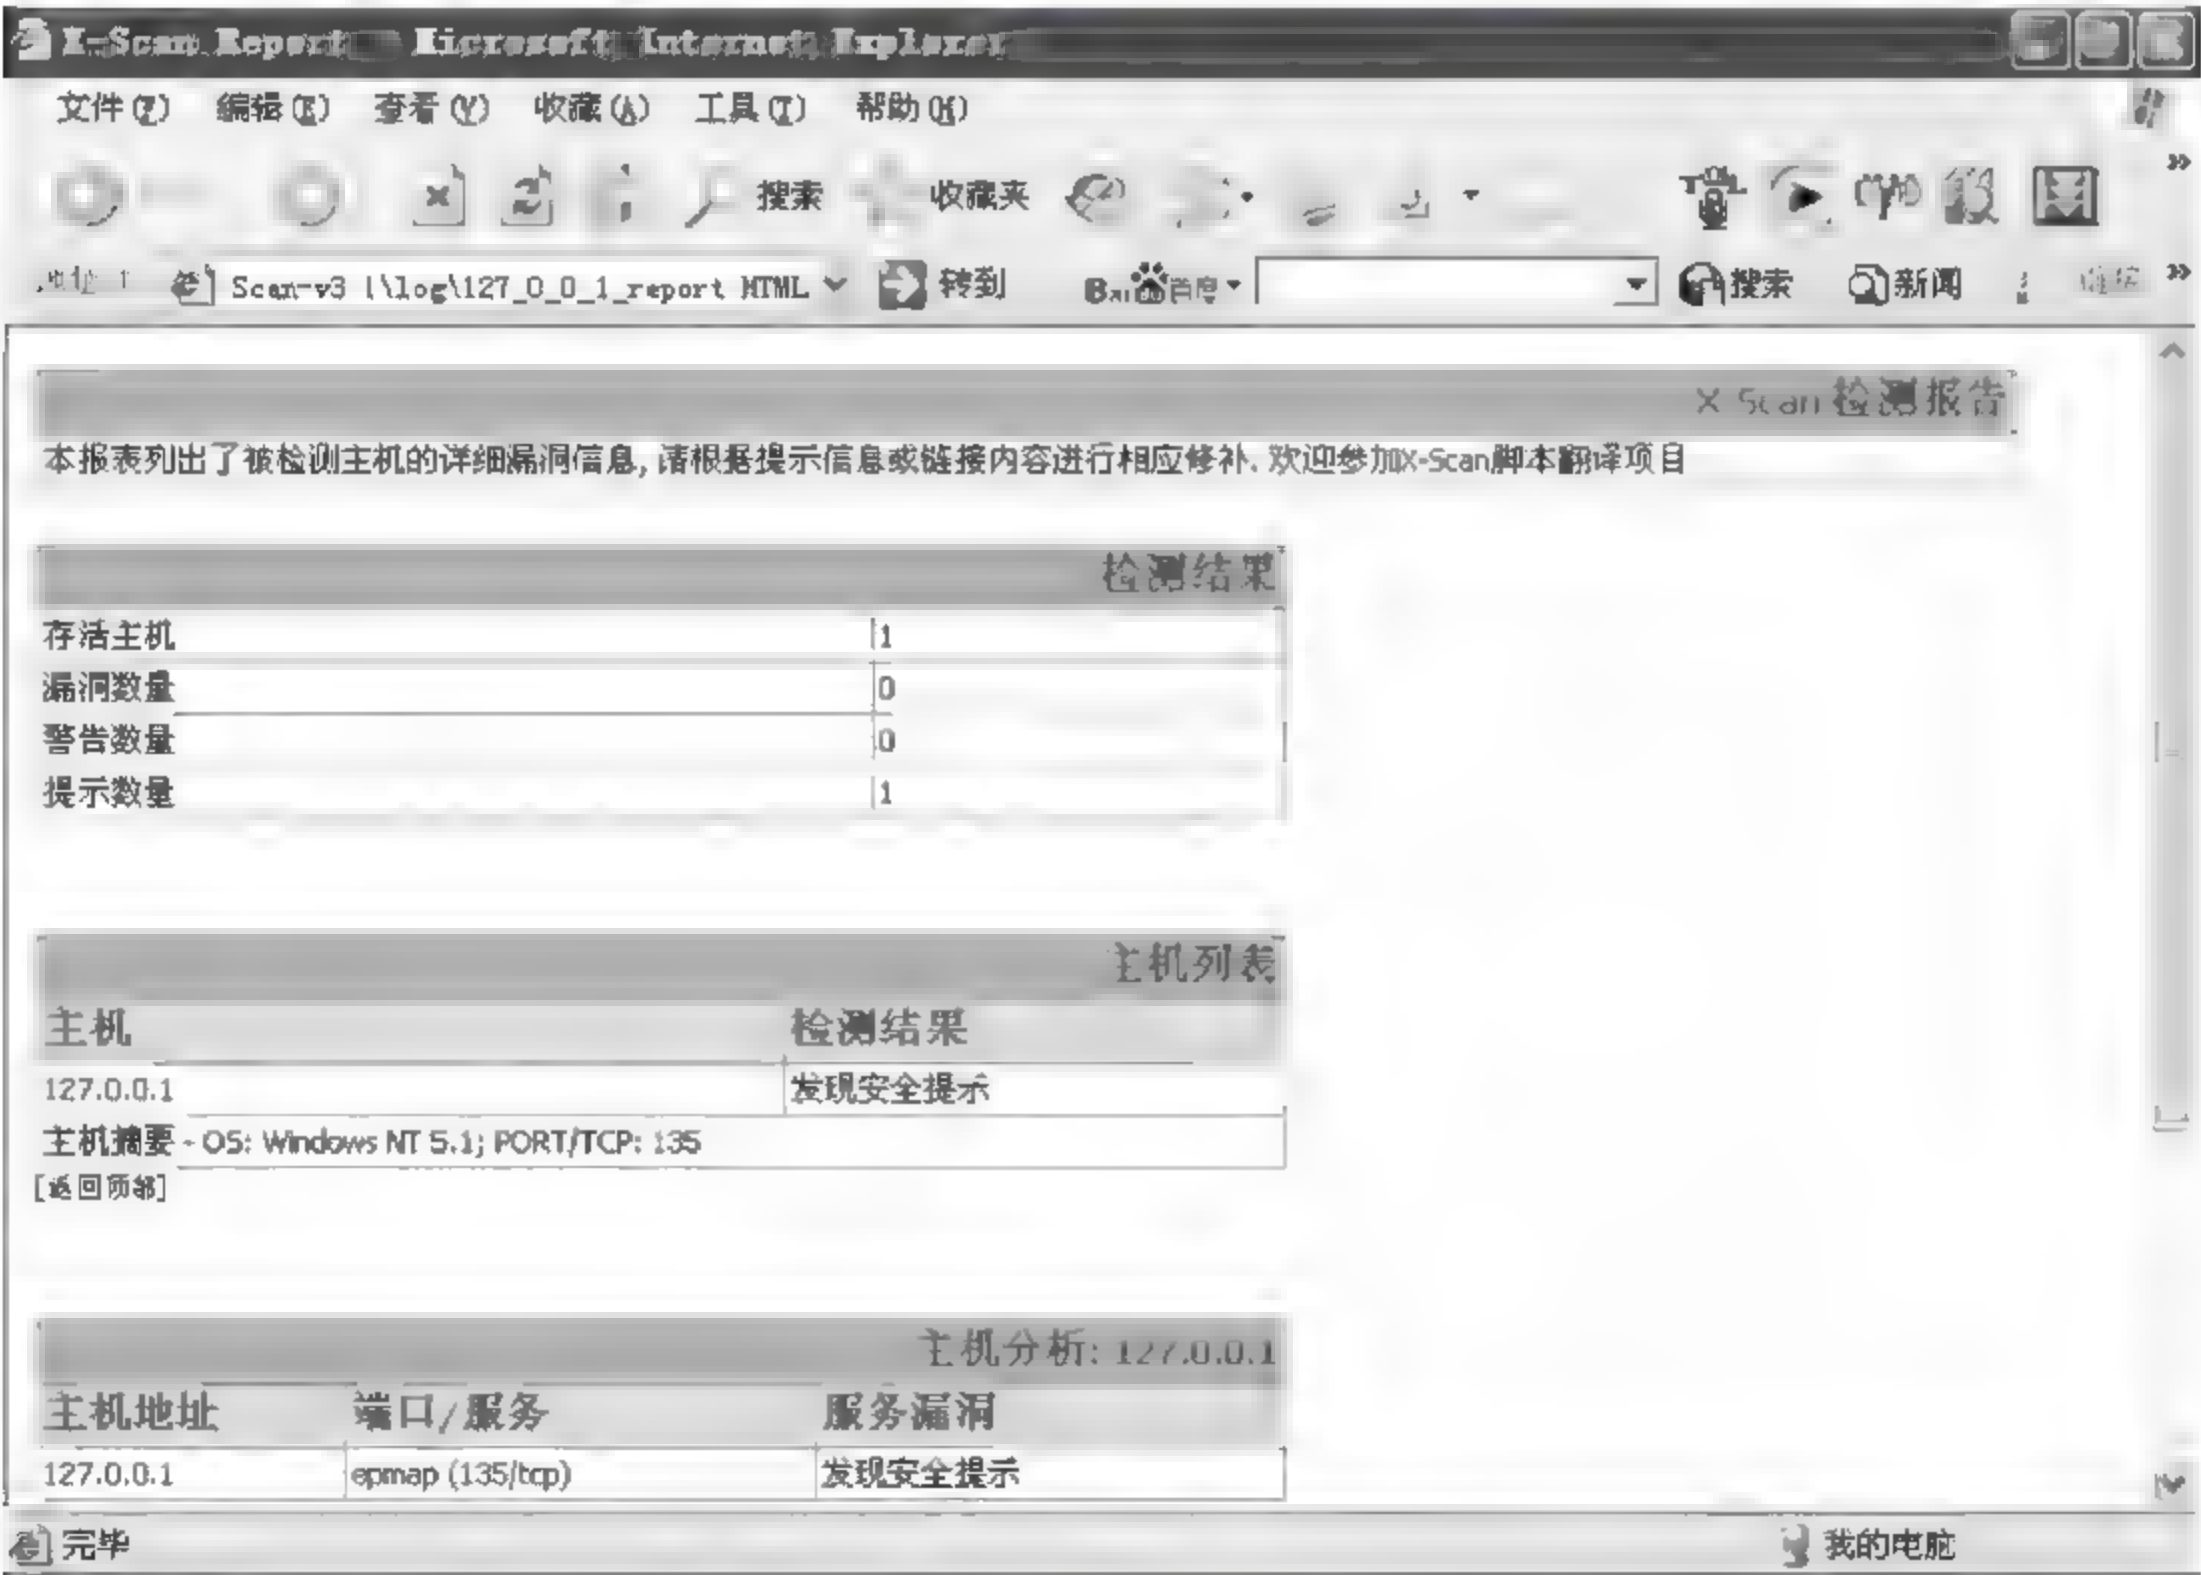 X-Scan Report - Microsoft Internet Explorer
文件(F) 编辑(E) 查看(V) 收藏(A) 工具(T) 帮助(H)
搜索 收藏夹
Scan-v3 \log\127_0_0_1_report HTML 转到 Bai 百度 搜索 新闻
X Scan 检测报告
本报表列出了被检测主机的详细漏洞信息, 请根据提示信息或链接内容进行相应修补. 欢迎参加X-Scan脚本翻译项目
检测结果
存活主机 1
漏洞数量 0
警告数量 0
提示数量 1
主机列表
主机 检测结果
127.0.0.1 发现安全提示
主机摘要 - OS: Windows NT 5.1; PORT/TCP: 135
[返回顶部]
主机分析: 127.0.0.1
主机地址 端口/服务 服务漏洞
127.0.0.1 epmap (135/tcp) 发现安全提示
完毕 我的电脑